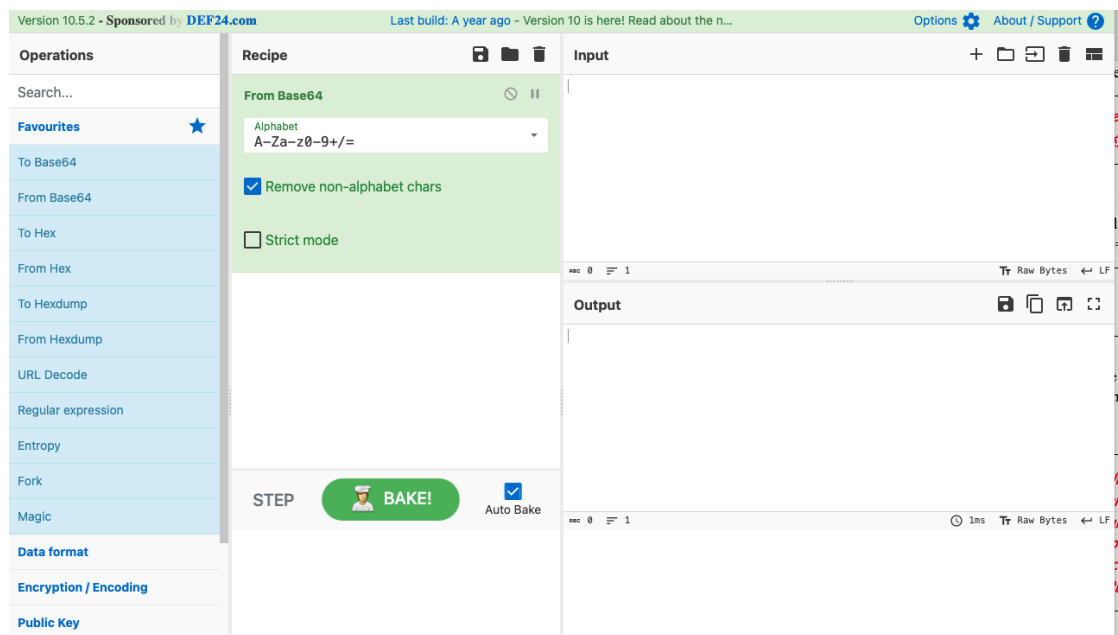 Version 10.5.2 - Sponsored by DEF24.com
Last build: A year ago - Version 10 is here! Read about the n...
Options
About / Support
Operations
Search...
Favourites
To Base64
From Base64
To Hex
From Hex
To Hexdump
From Hexdump
URL Decode
Regular expression
Entropy
Fork
Magic
Data format
Encryption / Encoding
Public Key
Recipe
From Base64
Alphabet
A-Za-z0-9+/=
Remove non-alphabet chars
Strict mode
STEP
BAKE!
Auto Bake
Input
REC 0 1
Tт Raw Bytes LF
Output
REC 0 1
1ms Tт Raw Bytes LF